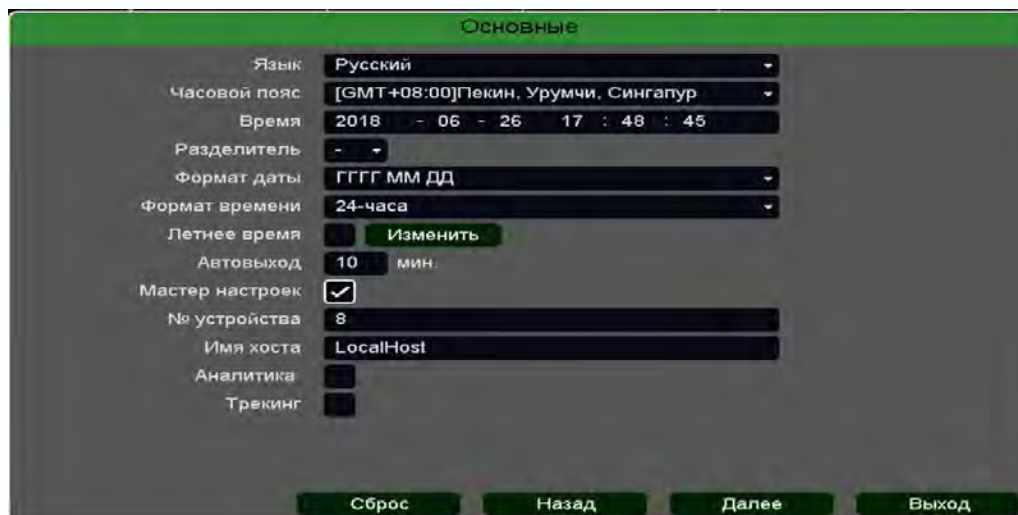 Основные
Язык Русский
Часовой пояс [GMT+08:00]Пекин, Урумчи, Сингапур
Время 2018 - 06 - 26 17 : 48 : 45
Разделитель -
Формат даты ГГГГ ММ ДД
Формат времени 24-часа
Летнее время Изменить
Автовыход 10 мин.
Мастер настроек
№ устройства 8
Имя хоста LocalHost
Аналитика
Трекинг
Сброс Назад Далее Выход